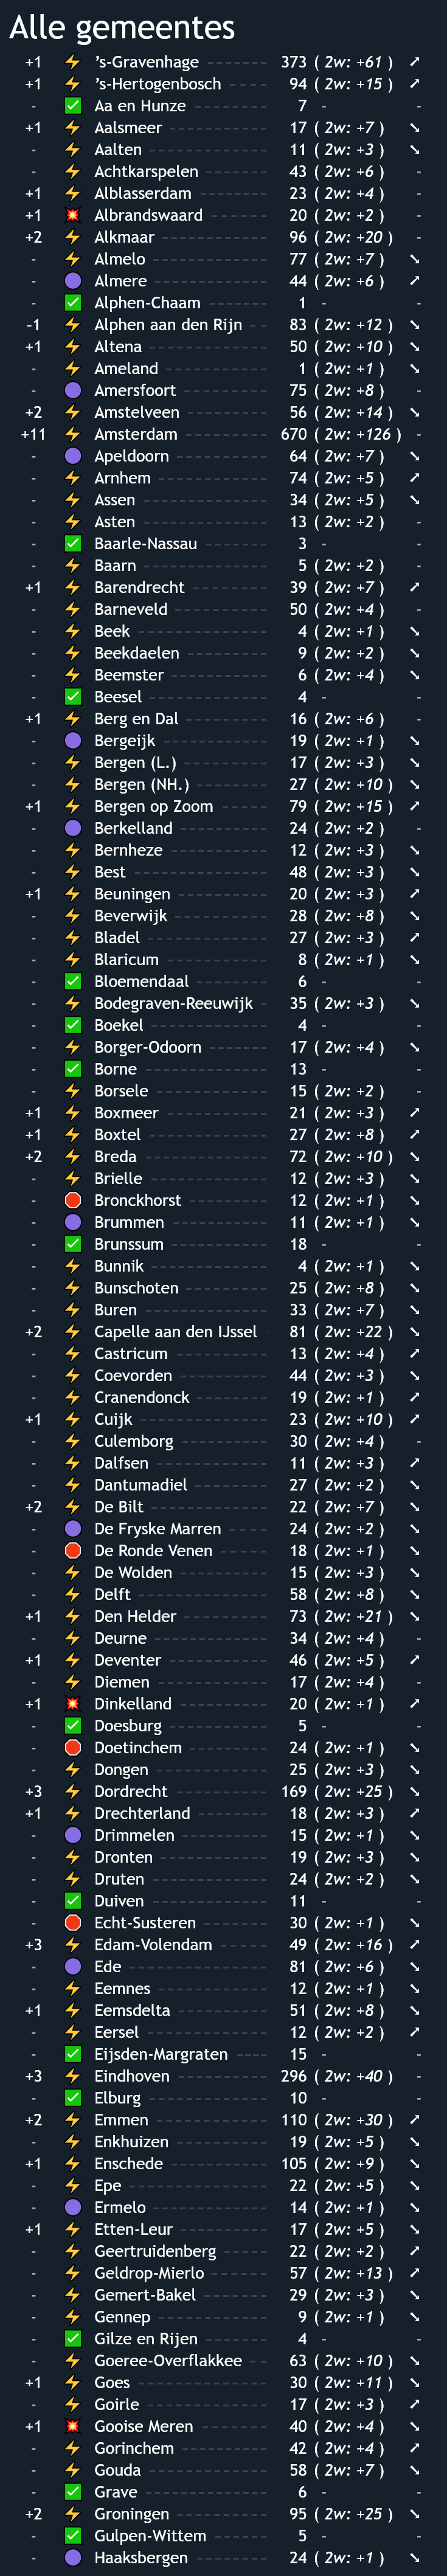 Alle gemeentes
+1 ⚡ ’s-Gravenhage 373 ( 2w: +61 ) ➚
+1 ⚡ ’s-Hertogenbosch 94 ( 2w: +15 ) ➚
- ✅ Aa en Hunze 7 - -
+1 ⚡ Aalsmeer 17 ( 2w: +7 ) ➘
- ⚡ Aalten 11 ( 2w: +3 ) ➘
- ⚡ Achtkarspelen 43 ( 2w: +6 ) -
+1 ⚡ Alblasserdam 23 ( 2w: +4 ) -
+1 💥 Albrandswaard 20 ( 2w: +2 ) -
+2 ⚡ Alkmaar 96 ( 2w: +20 ) -
- ⚡ Almelo 77 ( 2w: +7 ) ➘
- 🟣 Almere 44 ( 2w: +6 ) ➚
- ✅ Alphen-Chaam 1 - -
-1 ⚡ Alphen aan den Rijn 83 ( 2w: +12 ) ➘
+1 ⚡ Altena 50 ( 2w: +10 ) ➘
- ⚡ Ameland 1 ( 2w: +1 ) ➘
- 🟣 Amersfoort 75 ( 2w: +8 ) -
+2 ⚡ Amstelveen 56 ( 2w: +14 ) ➘
+11 ⚡ Amsterdam 670 ( 2w: +126 ) -
- 🟣 Apeldoorn 64 ( 2w: +7 ) ➘
- ⚡ Arnhem 74 ( 2w: +5 ) ➚
- ⚡ Assen 34 ( 2w: +5 ) ➘
- ⚡ Asten 13 ( 2w: +2 ) -
- ✅ Baarle-Nassau 3 - -
- ⚡ Baarn 5 ( 2w: +2 ) -
+1 ⚡ Barendrecht 39 ( 2w: +7 ) ➚
- ⚡ Barneveld 50 ( 2w: +4 ) -
- ⚡ Beek 4 ( 2w: +1 ) ➘
- ⚡ Beekdaelen 9 ( 2w: +2 ) ➘
- ⚡ Beemster 6 ( 2w: +4 ) ➘
- ✅ Beesel 4 - -
+1 ⚡ Berg en Dal 16 ( 2w: +6 ) -
- 🟣 Bergeijk 19 ( 2w: +1 ) ➘
- ⚡ Bergen (L.) 17 ( 2w: +3 ) ➘
- ⚡ Bergen (NH.) 27 ( 2w: +10 ) ➘
+1 ⚡ Bergen op Zoom 79 ( 2w: +15 ) ➚
- 🟣 Berkelland 24 ( 2w: +2 ) -
- ⚡ Bernheze 12 ( 2w: +3 ) ➘
- ⚡ Best 48 ( 2w: +3 ) ➘
+1 ⚡ Beuningen 20 ( 2w: +3 ) ➚
- ⚡ Beverwijk 28 ( 2w: +8 ) ➘
- ⚡ Bladel 27 ( 2w: +3 ) ➚
- ⚡ Blaricum 8 ( 2w: +1 ) ➘
- ✅ Bloemendaal 6 - -
- ⚡ Bodegraven-Reeuwijk 35 ( 2w: +3 ) ➘
- ✅ Boekel 4 - -
- ⚡ Borger-Odoorn 17 ( 2w: +4 ) ➘
- ✅ Borne 13 - -
- ⚡ Borsele 15 ( 2w: +2 ) -
+1 ⚡ Boxmeer 21 ( 2w: +3 ) ➚
+1 ⚡ Boxtel 27 ( 2w: +8 ) ➚
+2 ⚡ Breda 72 ( 2w: +10 ) ➘
- ⚡ Brielle 12 ( 2w: +3 ) ➘
- 🛑 Bronckhorst 12 ( 2w: +1 ) ➘
- 🟣 Brummen 11 ( 2w: +1 ) ➘
- ✅ Brunssum 18 - -
- ⚡ Bunnik 4 ( 2w: +1 ) ➘
- ⚡ Bunschoten 25 ( 2w: +8 ) ➘
- ⚡ Buren 33 ( 2w: +7 ) ➘
+2 ⚡ Capelle aan den IJssel 81 ( 2w: +22 ) ➘
- ⚡ Castricum 13 ( 2w: +4 ) ➚
- ⚡ Coevorden 44 ( 2w: +3 ) ➘
- ⚡ Cranendonck 19 ( 2w: +1 ) ➚
+1 ⚡ Cuijk 23 ( 2w: +10 ) ➚
- ⚡ Culemborg 30 ( 2w: +4 ) -
- ⚡ Dalfsen 11 ( 2w: +3 ) ➚
- ⚡ Dantumadiel 27 ( 2w: +2 ) ➘
+2 ⚡ De Bilt 22 ( 2w: +7 ) ➘
- 🟣 De Fryske Marren 24 ( 2w: +2 ) ➘
- 🛑 De Ronde Venen 18 ( 2w: +1 ) ➘
- ⚡ De Wolden 15 ( 2w: +3 ) ➘
- ⚡ Delft 58 ( 2w: +8 ) ➘
+1 ⚡ Den Helder 73 ( 2w: +21 ) ➘
- ⚡ Deurne 34 ( 2w: +4 ) -
+1 ⚡ Deventer 46 ( 2w: +5 ) ➚
- ⚡ Diemen 17 ( 2w: +4 ) -
+1 💥 Dinkelland 20 ( 2w: +1 ) ➚
- ✅ Doesburg 5 - -
- 🛑 Doetinchem 24 ( 2w: +1 ) ➘
- ⚡ Dongen 25 ( 2w: +3 ) ➘
+3 ⚡ Dordrecht 169 ( 2w: +25 ) ➘
+1 ⚡ Drechterland 18 ( 2w: +3 ) ➚
- 🟣 Drimmelen 15 ( 2w: +1 ) ➘
- ⚡ Dronten 19 ( 2w: +3 ) ➘
- ⚡ Druten 24 ( 2w: +2 ) ➘
- ✅ Duiven 11 - -
- 🛑 Echt-Susteren 30 ( 2w: +1 ) ➘
+3 ⚡ Edam-Volendam 49 ( 2w: +16 ) ➚
- 🟣 Ede 81 ( 2w: +6 ) ➘
- ⚡ Eemnes 12 ( 2w: +1 ) ➘
+1 ⚡ Eemsdelta 51 ( 2w: +8 ) ➘
- ⚡ Eersel 12 ( 2w: +2 ) ➚
- ✅ Eijsden-Margraten 15 - -
+3 ⚡ Eindhoven 296 ( 2w: +40 ) -
- ✅ Elburg 10 - -
+2 ⚡ Emmen 110 ( 2w: +30 ) ➚
- ⚡ Enkhuizen 19 ( 2w: +5 ) ➘
+1 ⚡ Enschede 105 ( 2w: +9 ) ➘
- ⚡ Epe 22 ( 2w: +5 ) ➘
- 🟣 Ermelo 14 ( 2w: +1 ) ➘
+1 ⚡ Etten-Leur 17 ( 2w: +5 ) ➘
- ⚡ Geertruidenberg 22 ( 2w: +2 ) ➚
- ⚡ Geldrop-Mierlo 57 ( 2w: +13 ) ➚
- ⚡ Gemert-Bakel 29 ( 2w: +3 ) ➘
- ⚡ Gennep 9 ( 2w: +1 ) ➘
- ✅ Gilze en Rijen 4 - -
- ⚡ Goeree-Overflakkee 63 ( 2w: +10 ) ➘
+1 ⚡ Goes 30 ( 2w: +11 ) ➘
- ⚡ Goirle 17 ( 2w: +3 ) ➚
+1 💥 Gooise Meren 40 ( 2w: +4 ) ➘
- ⚡ Gorinchem 42 ( 2w: +4 ) ➚
- ⚡ Gouda 58 ( 2w: +7 ) ➘
- ✅ Grave 6 - -
+2 ⚡ Groningen 95 ( 2w: +25 ) ➘
- ✅ Gulpen-Wittem 5 - -
- 🟣 Haaksbergen 24 ( 2w: +1 ) ➘